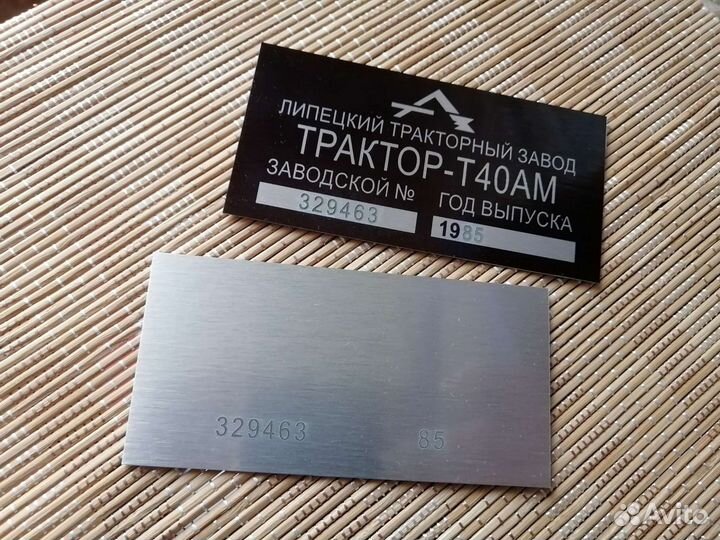 ЛИПЕЦКИЙ ТРАКТОРНЫЙ ЗАВОД
ТРАКТОР-Т40АМ
ЗАВОДСКОЙ № ГОД ВЫПУСКА
329463 1985
329463 85
Avito